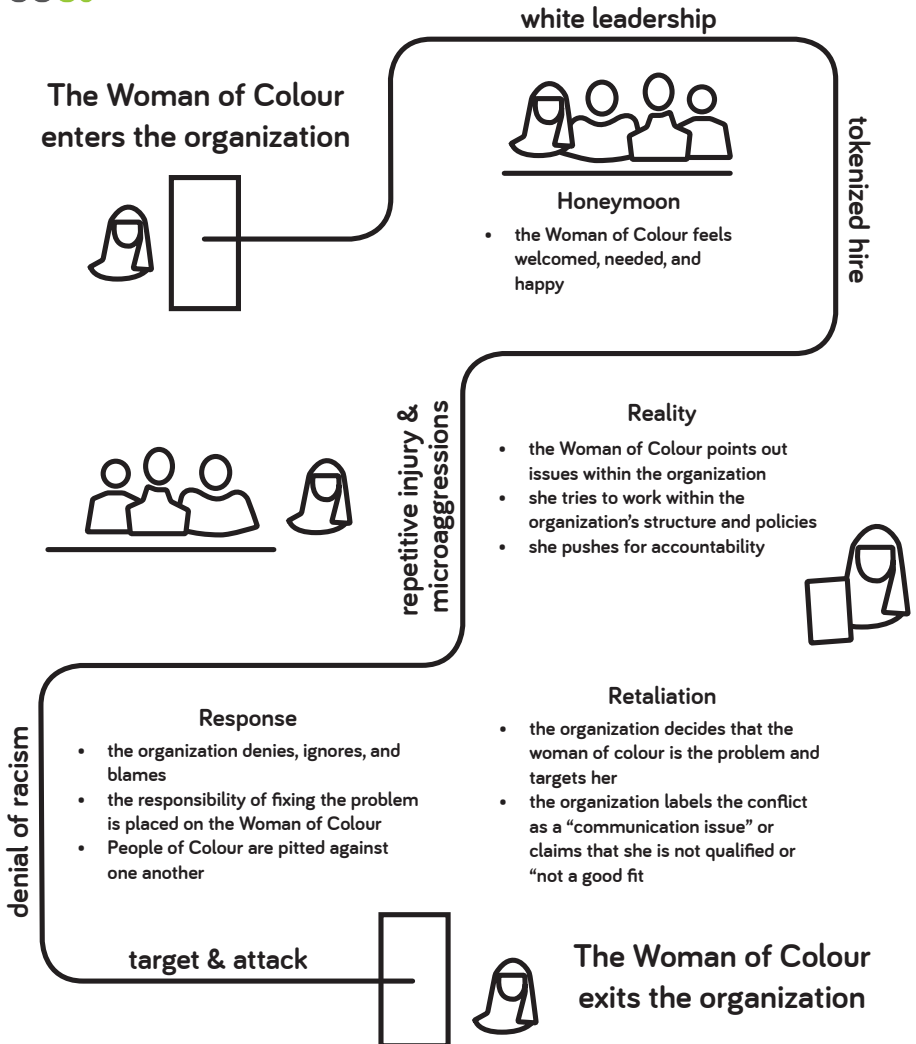 white leadership
The Woman of Colour
enters the organization
tokenized hire
Honeymoon
• the Woman of Colour feels
welcomed, needed, and
happy
repetitive injury &
microaggressions
Reality
• the Woman of Colour points out
issues within the organization
• she tries to work within the
organization's structure and policies
• she pushes for accountability
denial of racism
Response
• the organization denies, ignores, and
blames
• the responsibility of fixing the problem
is placed on the Woman of Colour
• People of Colour are pitted against
one another
Retaliation
• the organization decides that the
woman of colour is the problem and
targets her
• the organization labels the conflict
as a “communication issue” or
claims that she is not qualified or
“not a good fit
target & attack
The Woman of Colour
exits the organization